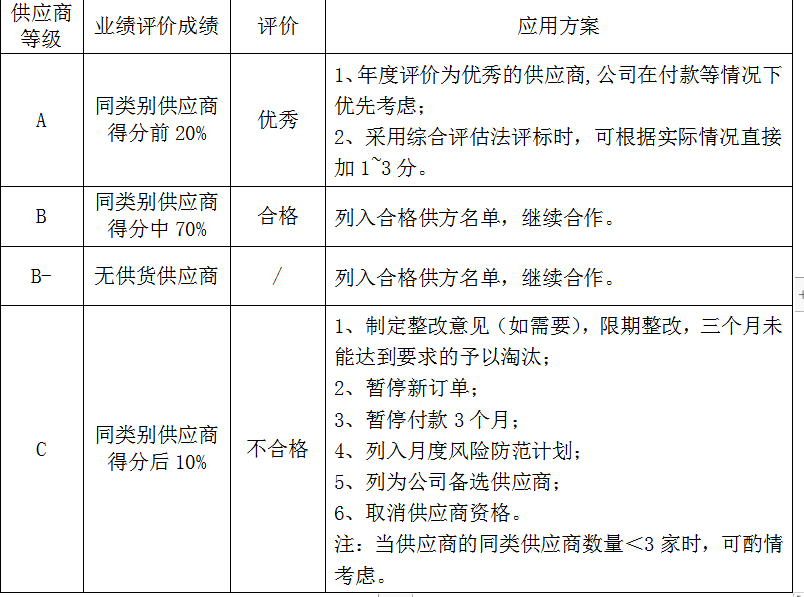 供应商
等级
业绩评价成绩
评价
应用方案
A
同类别供应商
得分前20%
优秀
1、年度评价为优秀的供应商,公司在付款等情况下
优先考虑；
2、采用综合评估法评标时，可根据实际情况直接
加1~3分。
B
同类别供应商
得分中70%
合格
列入合格供方名单，继续合作。
B-
无供货供应商
/
列入合格供方名单，继续合作。
C
同类别供应商
得分后10%
不合格
1、制定整改意见（如需要），限期整改，三个月未
能达到要求的予以淘汰；
2、暂停新订单；
3、暂停付款3个月；
4、列入月度风险防范计划；
5、列为公司备选供应商；
6、取消供应商资格。
注：当供应商的同类供应商数量＜3家时，可酌情
考虑。